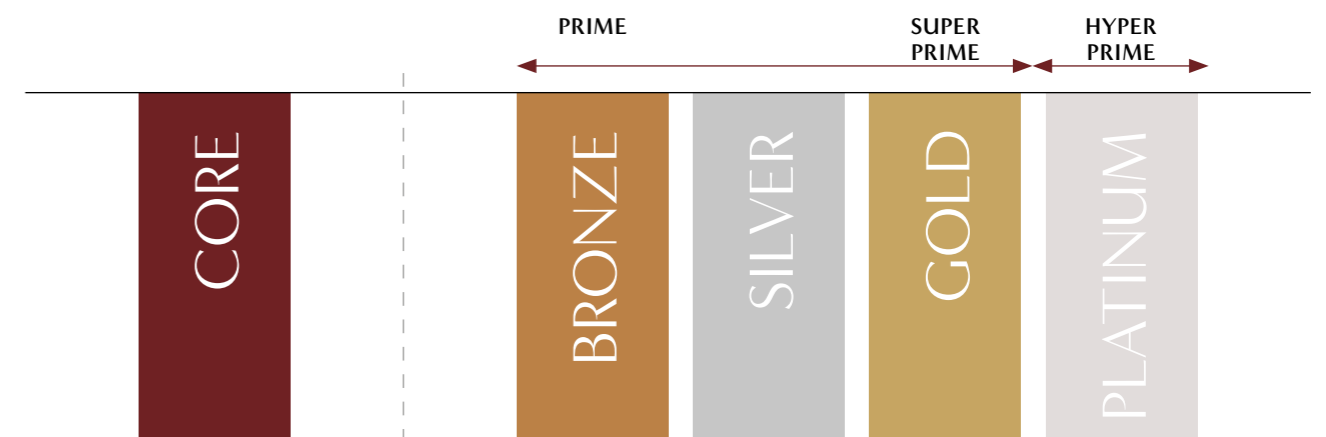 PRIME
SUPER
PRIME
HYPER
PRIME
CORE
BRONZE
SILVER
GOLD
PLATINUM